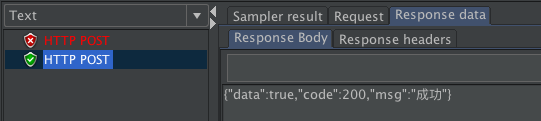 Text
Sampler result Request Response data
HTTP POST
Response Body Response headers
HTTP POST
{"data":true,"code":200,"msg":"成功"}